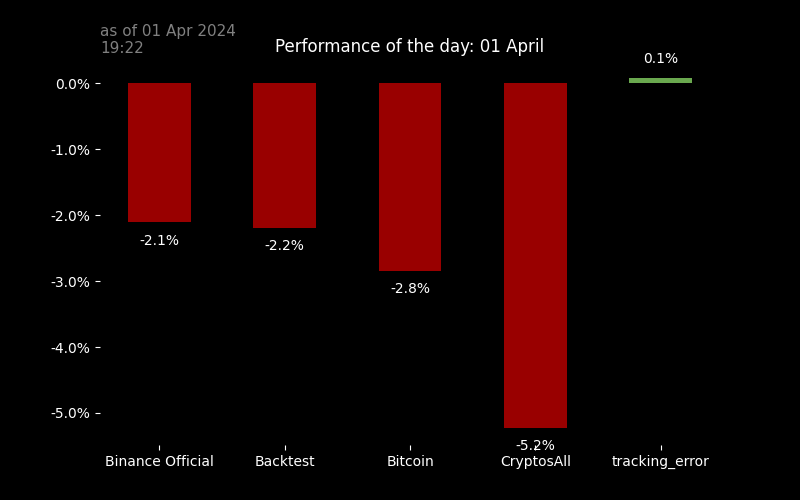 as of 01 Apr 2024
19:22
Performance of the day: 01 April
0.1%
0.0%
-1.0%
-2.0%
-2.1%
-2.2%
-3.0%
-2.8%
-4.0%
-5.0%
-5.2%
Binance Official
Backtest
Bitcoin
CryptosAll
tracking_error